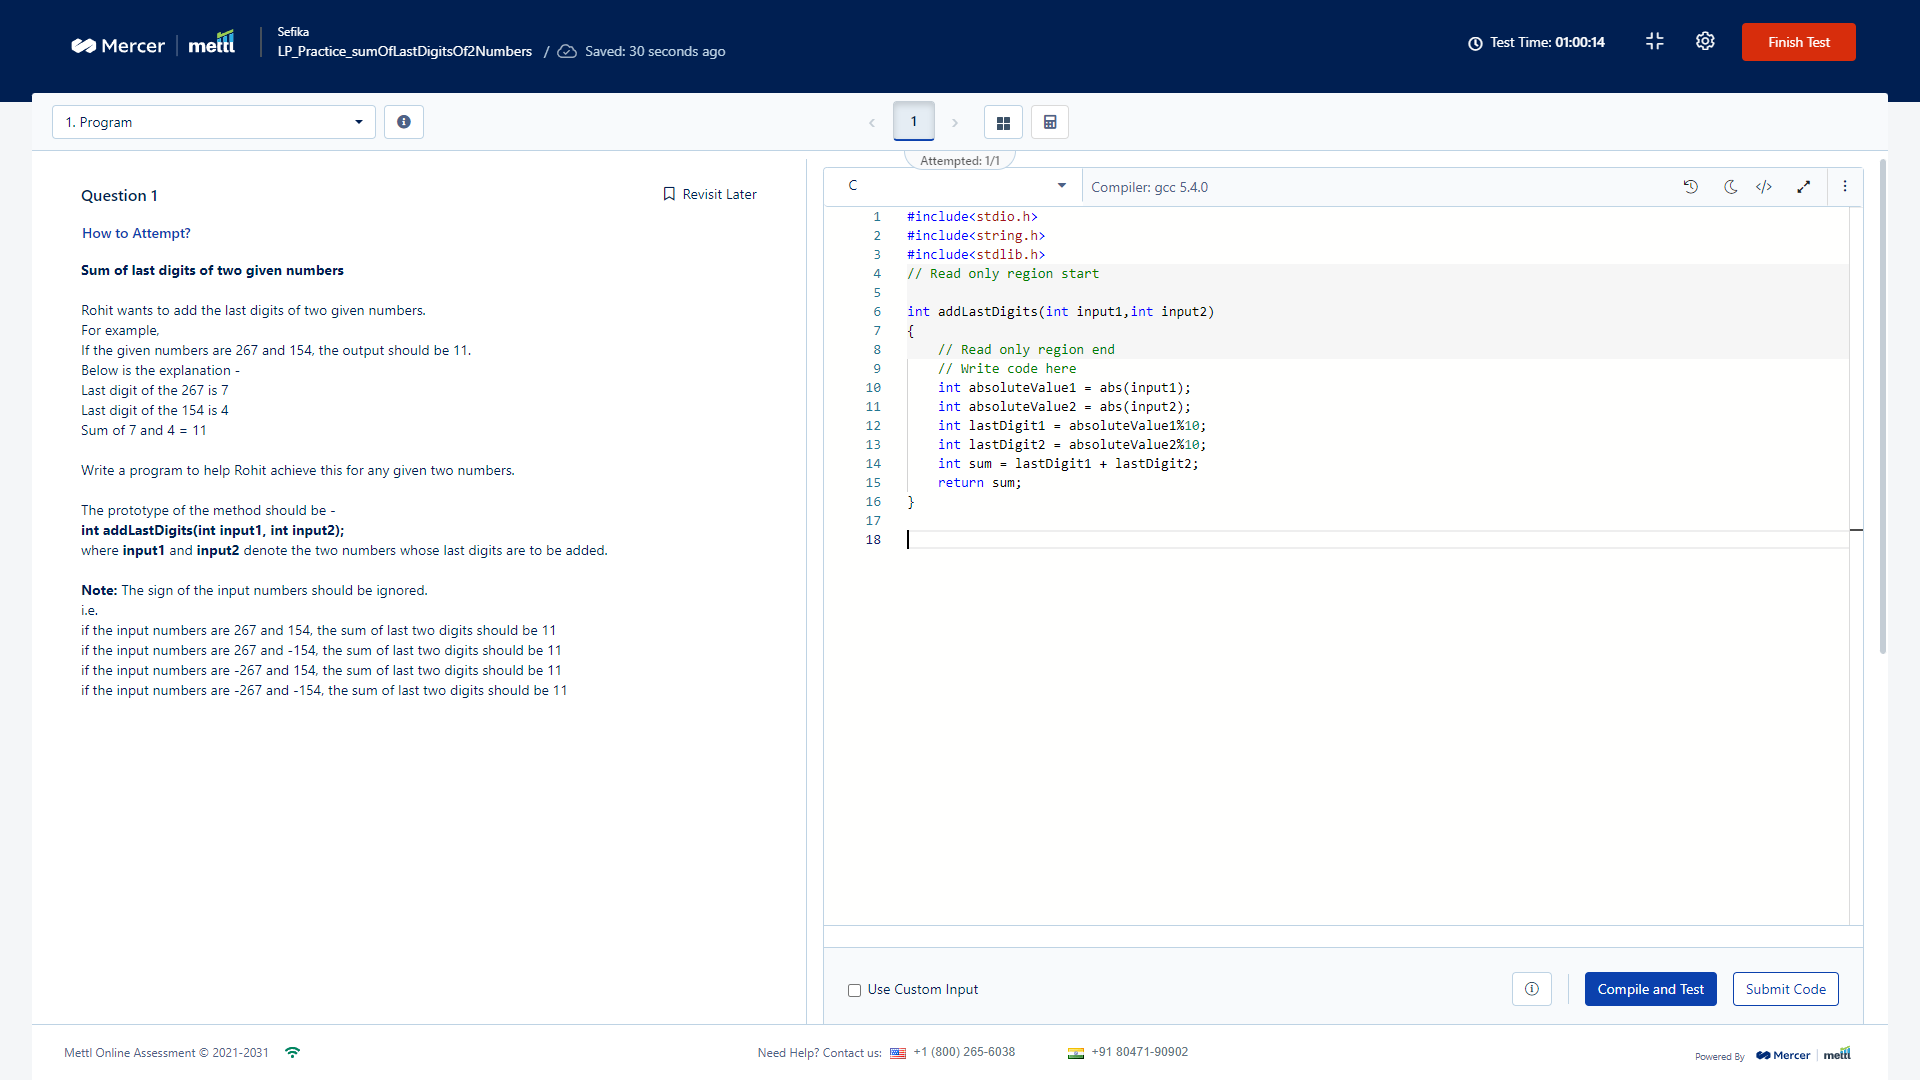 Mercer | mettl
Sefika
LP_Practice_sumOfLastDigitsOf2Numbers / Saved: 30 seconds ago
Test Time: 01:00:14
Finish Test
1. Program
1
Attempted: 1/1
Question 1
Revisit Later
How to Attempt?
Sum of last digits of two given numbers
Rohit wants to add the last digits of two given numbers.
For example,
If the given numbers are 267 and 154, the output should be 11.
Below is the explanation -
Last digit of the 267 is 7
Last digit of the 154 is 4
Sum of 7 and 4 = 11
Write a program to help Rohit achieve this for any given two numbers.
The prototype of the method should be -
int addLastDigits(int input1, int input2);
where input1 and input2 denote the two numbers whose last digits are to be added.
Note: The sign of the input numbers should be ignored.
i.e.
if the input numbers are 267 and 154, the sum of last two digits should be 11
if the input numbers are 267 and -154, the sum of last two digits should be 11
if the input numbers are -267 and 154, the sum of last two digits should be 11
if the input numbers are -267 and -154, the sum of last two digits should be 11
C
Compiler: gcc 5.4.0
1 #include<stdio.h>
2 #include<string.h>
3 #include<stdlib.h>
4 // Read only region start
5
6 int addLastDigits(int input1,int input2)
7 {
8 // Read only region end
9 // Write code here
10 int absoluteValue1 = abs(input1);
11 int absoluteValue2 = abs(input2);
12 int lastDigit1 = absoluteValue1%10;
13 int lastDigit2 = absoluteValue2%10;
14 int sum = lastDigit1 + lastDigit2;
15 return sum;
16 }
17
18
Use Custom Input
Compile and Test
Submit Code
Mettl Online Assessment © 2021-2031
Need Help? Contact us: +1 (800) 265-6038
+91 80471-90902
Powered By Mercer | mettl